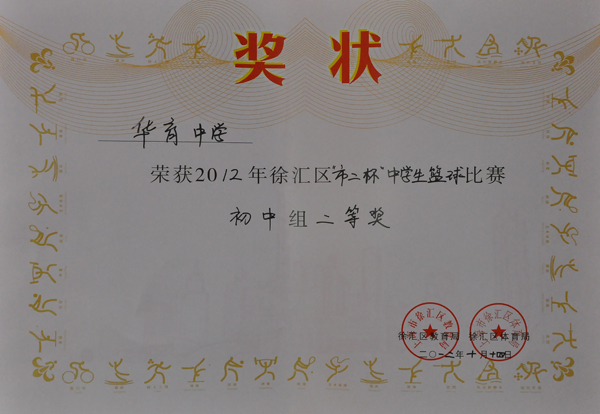 奖状
华育中学
荣获2012年徐汇区"市二杯"中学生篮球比赛
初中组二等奖
徐汇区教育局 徐汇区体育局
二〇一二年十月十四日